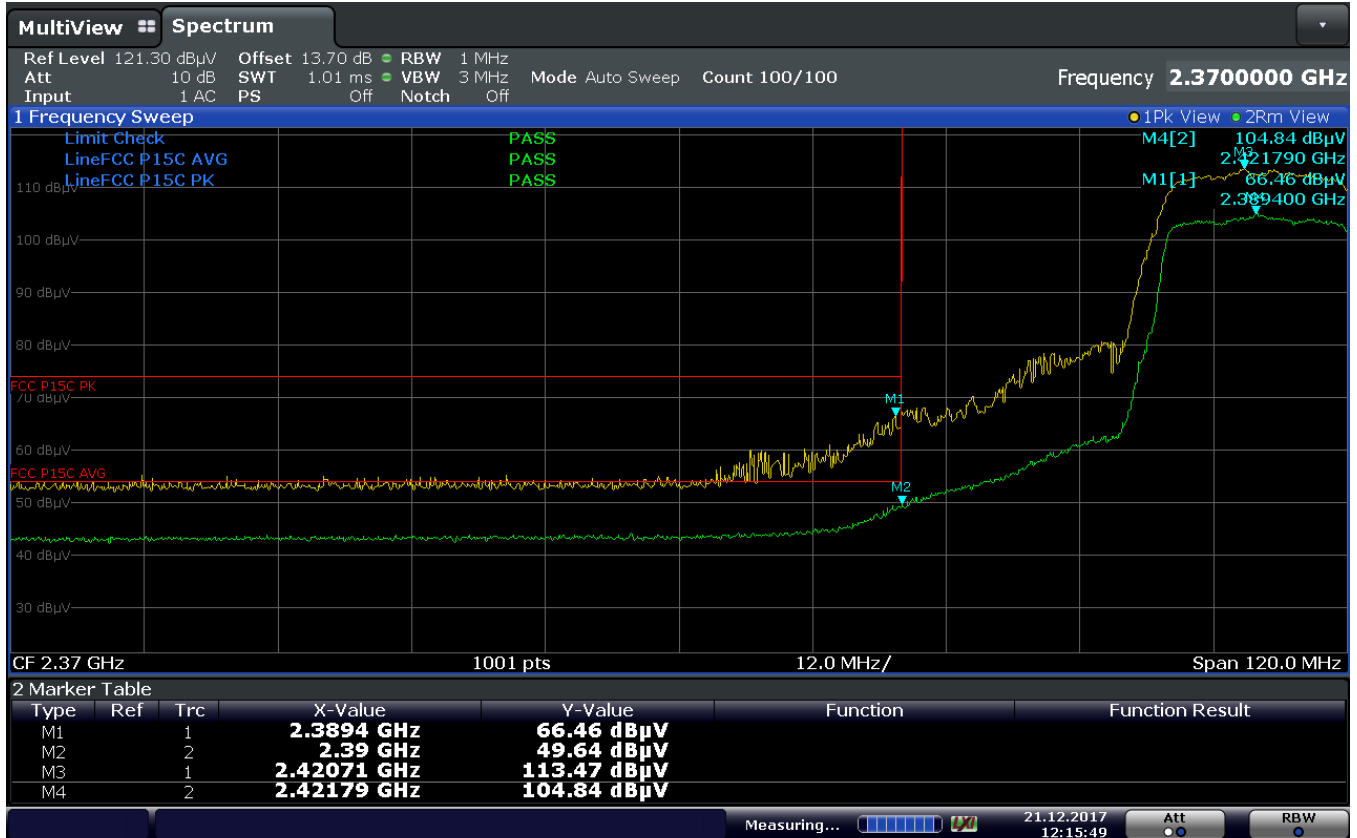 MultiView Spectrum
Ref Level 121.30 dBµV Offset 13.70 dB RBW 1 MHz
Att 10 dB SWT 1.01 ms VBW 3 MHz Mode Auto Sweep Count 100/100 Frequency 2.3700000 GHz
Input 1 AC PS Off Notch Off
1 Frequency Sweep 1Pk View 2Rm View
Limit Check PASS M4[2] 104.84 dBµV
LineFCC P15C AVG PASS M3 2.421790 GHz
LineFCC P15C PK PASS M1[1] 66.46 dBµV
110 dBµV
2.389400 GHz
100 dBµV
90 dBµV
80 dBµV
FCC P15C PK
70 dBµV
M1
60 dBµV
FCC P15C AVG
M2
50 dBµV
40 dBµV
30 dBµV
CF 2.37 GHz 1001 pts 12.0 MHz/ Span 120.0 MHz
2 Marker Table
Type Ref Trc X-Value Y-Value Function Function Result
M1 1 2.3894 GHz 66.46 dBµV
M2 2 2.39 GHz 49.64 dBµV
M3 1 2.42071 GHz 113.47 dBµV
M4 2 2.42179 GHz 104.84 dBµV
Measuring... 21.12.2017 Att RBW
12:15:49